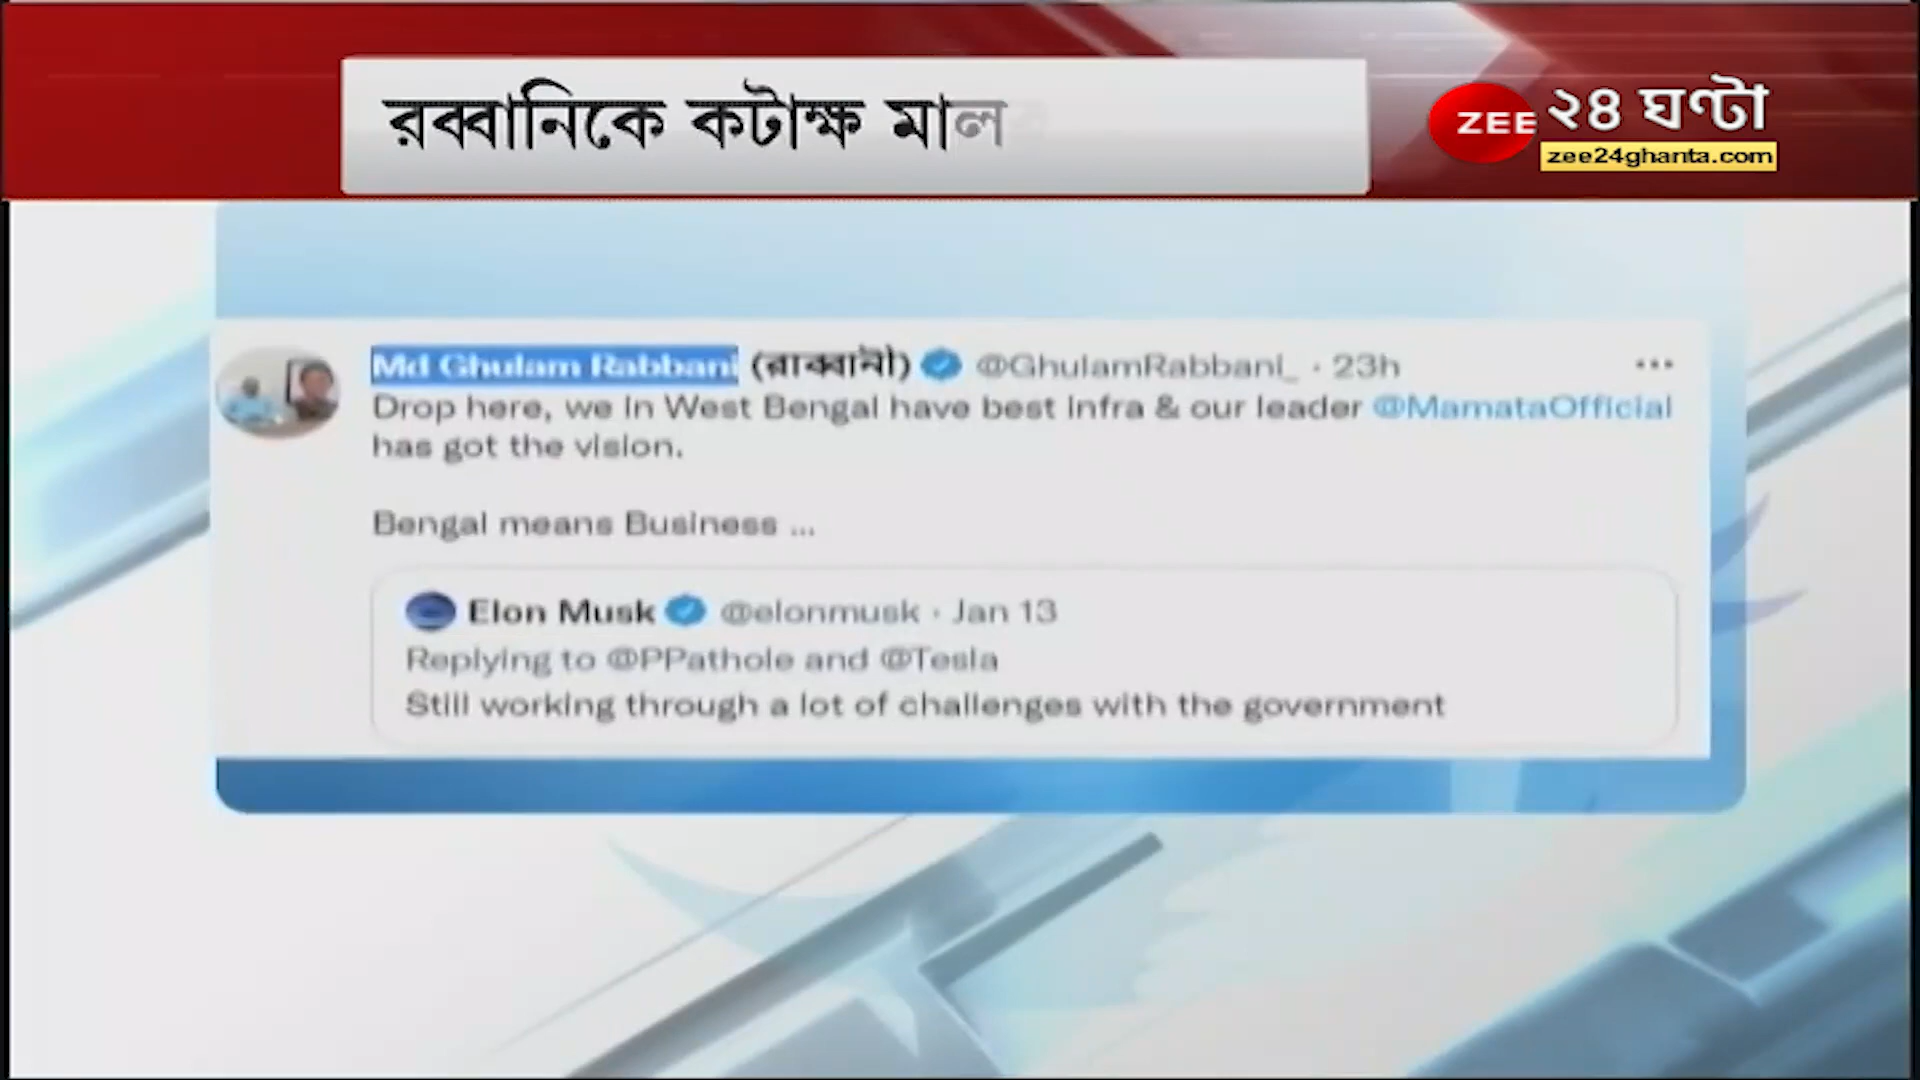 রব্বানিকে কটাক্ষ মাল
ZEE ২৪ ঘণ্টা
zee24ghanta.com
Md Ghulam Rabbani (রাব্বানী) @GhulamRabbani_ · 23h
Drop here, we in West Bengal have best infra & our leader @MamataOfficial
has got the vision.
Bengal means Business ...
Elon Musk @elonmusk · Jan 13
Replying to @PPathole and @Tesla
Still working through a lot of challenges with the government